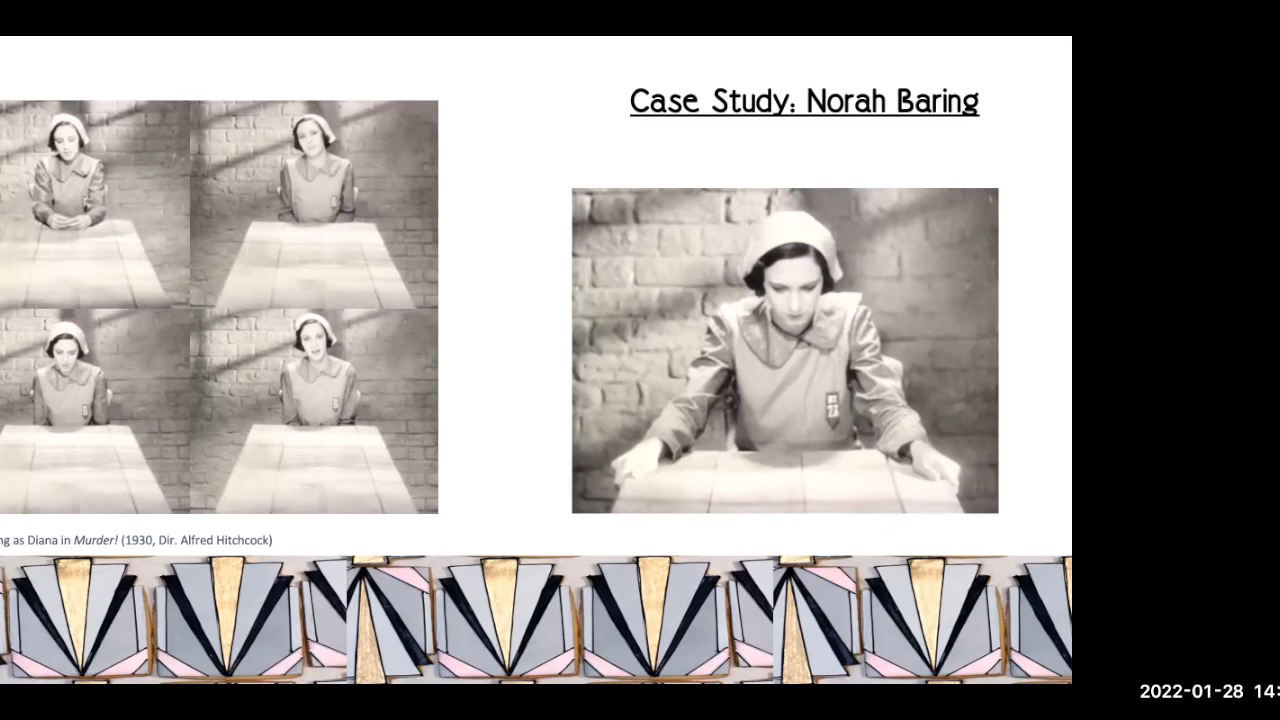 Case Study: Norah Baring
ng as Diana in Murder! (1930, Dir. Alfred Hitchcock)
2022-01-28 14: